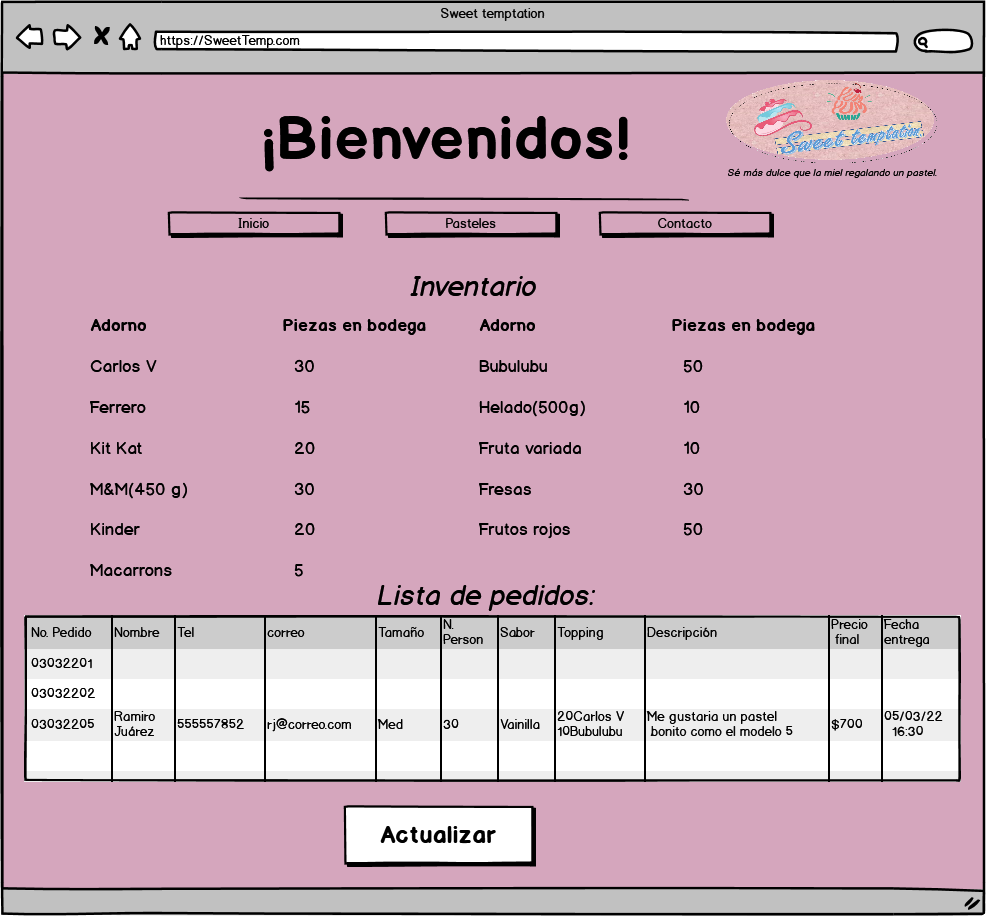 Sweet temptation
https://SweetTemp.com
¡Bienvenidos!
Sweet temptation
Sé más dulce que la miel regalando un pastel.
Inicio Pasteles Contacto
Inventario
Adorno Piezas en bodega Adorno Piezas en bodega
Carlos V 30 Bubulubu 50
Ferrero 15 Helado(500g) 10
Kit Kat 20 Fruta variada 10
M&M(450 g) 30 Fresas 30
Kinder 20 Frutos rojos 50
Macarrons 5
Lista de pedidos:
No. Pedido Nombre Tel correo Tamaño N. Person Sabor Topping Descripción Precio final Fecha entrega
03032201
03032202
03032205 Ramiro Juárez 555557852 rj@correo.com Med 30 Vainilla 20Carlos V 10Bubulubu Me gustaria un pastel bonito como el modelo 5 $700 05/03/22 16:30
Actualizar